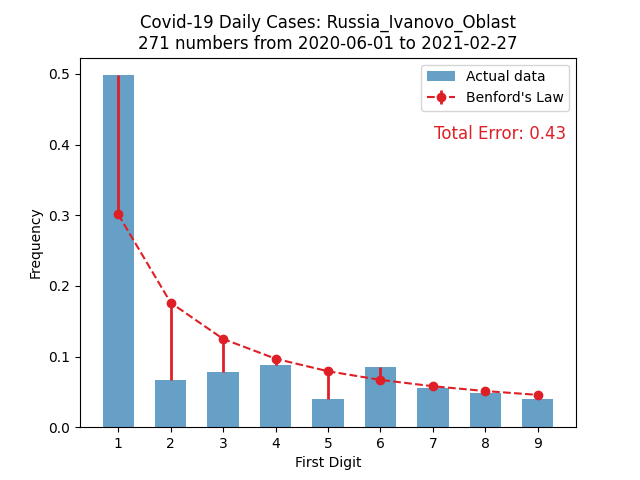 Covid-19 Daily Cases: Russia_Ivanovo_Oblast
271 numbers from 2020-06-01 to 2021-02-27
Actual data
Benford's Law
Total Error: 0.43
Frequency
0.5
0.4
0.3
0.2
0.1
0.0
1 2 3 4 5 6 7 8 9
First Digit